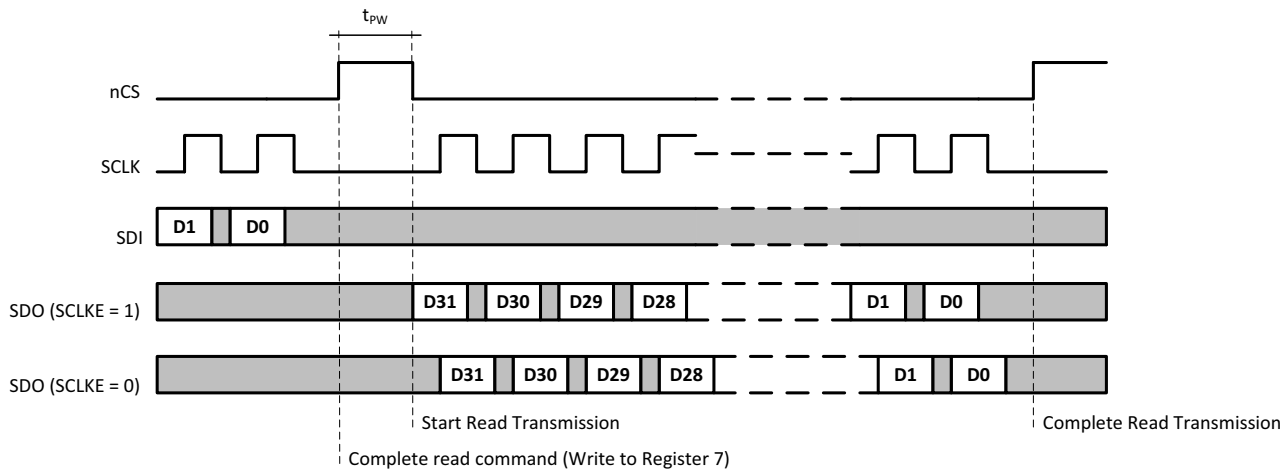 tPW
nCS
SCLK
SDI D1 D0
SDO (SCLKE = 1) D31 D30 D29 D28 D1 D0
SDO (SCLKE = 0) D31 D30 D29 D28 D1 D0
Start Read Transmission Complete Read Transmission
Complete read command (Write to Register 7)